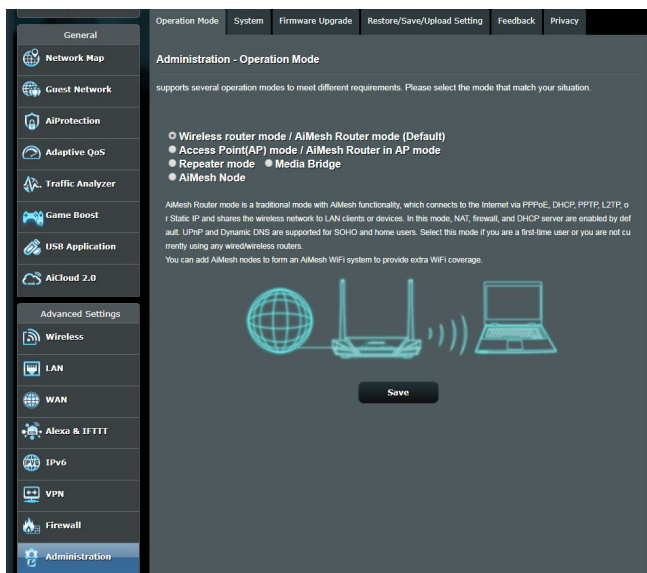 Operation Mode System Firmware Upgrade Restore/Save/Upload Setting Feedback Privacy
General
Network Map
Guest Network
AiProtection
Adaptive QoS
Traffic Analyzer
Game Boost
USB Application
AiCloud 2.0
Advanced Settings
Wireless
LAN
WAN
Alexa & IFTTT
IPv6
VPN
Firewall
Administration
Administration - Operation Mode
supports several operation modes to meet different requirements. Please select the mode that match your situation.
Wireless router mode / AiMesh Router mode (Default)
Access Point(AP) mode / AiMesh Router in AP mode
Repeater mode Media Bridge
AiMesh Node
AiMesh Router mode is a traditional mode with AiMesh functionality, which connects to the Internet via PPPoE, DHCP, PPTP, L2TP, o
r Static IP and shares the wireless network to LAN clients or devices. In this mode, NAT, firewall, and DHCP server are enabled by def
ault. UPnP and Dynamic DNS are supported for SOHO and home users. Select this mode if you are a first-time user or you are not cu
rrently using any wired/wireless routers.
You can add AiMesh nodes to form an AiMesh WiFi system to provide extra WiFi coverage.
Save